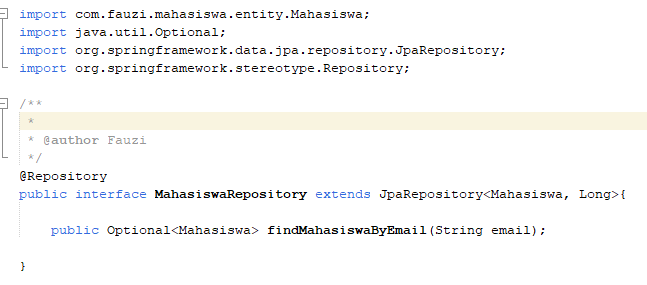 import com.fauzi.mahasiswa.entity.Mahasiswa;
import java.util.Optional;
import org.springframework.data.jpa.repository.JpaRepository;
import org.springframework.stereotype.Repository;
/**
*
* @author Fauzi
*/
@Repository
public interface MahasiswaRepository extends JpaRepository<Mahasiswa, Long>{
public Optional<Mahasiswa> findMahasiswaByEmail(String email);
}